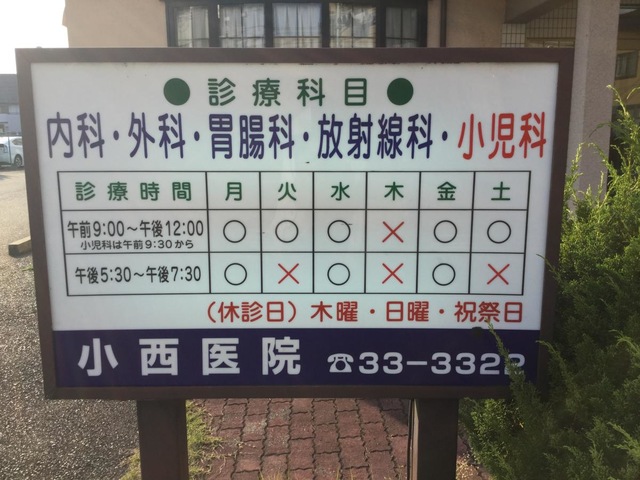 ●診療科目●
内科・外科・胃腸科・放射線科・小児科
診療時間 月 火 水 木 金 土
午前9:00～午後12:00 ○ ○ ○ × ○ ○
小児科は午前9:30から
午後5:30～午後7:30 ○ × ○ × ○ ×
(休診日)木曜・日曜・祝祭日
小西医院 ☎33-3322